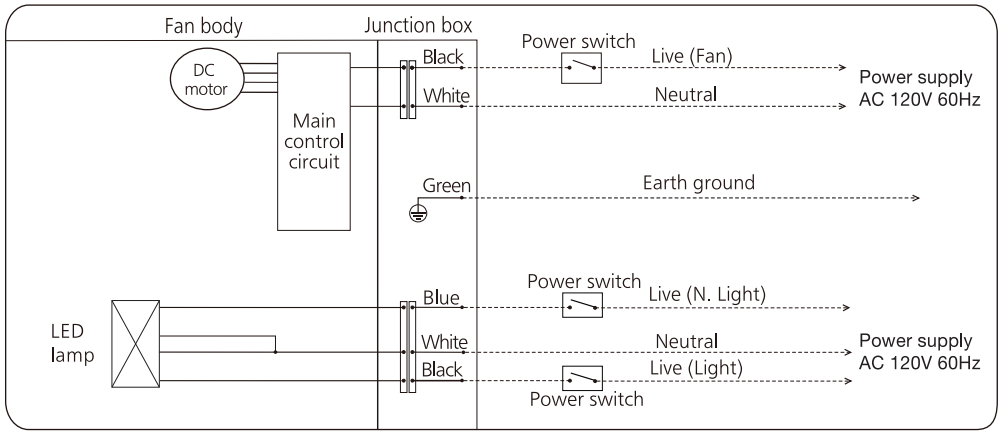 Fan body
Junction box
DC
motor
Main
control
circuit
Black
Power switch
Live (Fan)
White
Neutral
Power supply
AC 120V 60Hz
Green
Earth ground
LED
lamp
Blue
Power switch
Live (N. Light)
White
Neutral
Black
Live (Light)
Power switch
Power supply
AC 120V 60Hz